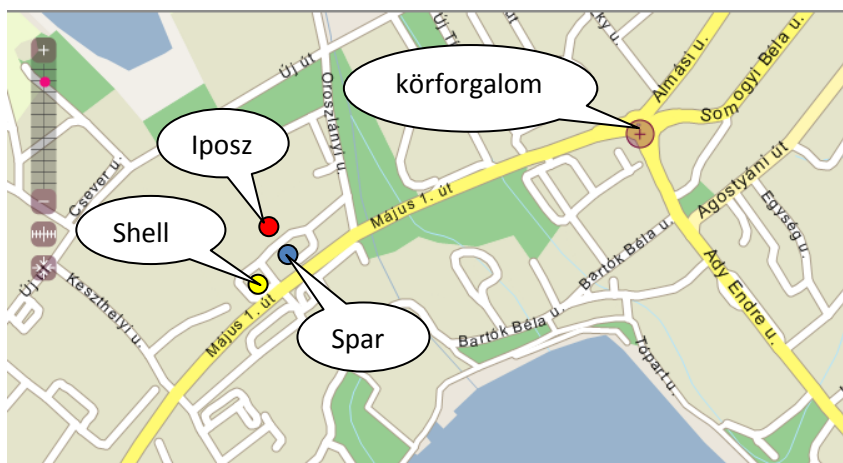 körforgalom
Iposz
Shell
Spar
Új út
Oroszlányi u.
Csever u.
Keszthelyi u.
Május 1. út
Május 1. út
Almási u.
Somogyi Béla u.
Agostyáni út
Egység u.
Ady Endre u.
Bartók Béla u.
Bartók Béla u.
Tópart u.